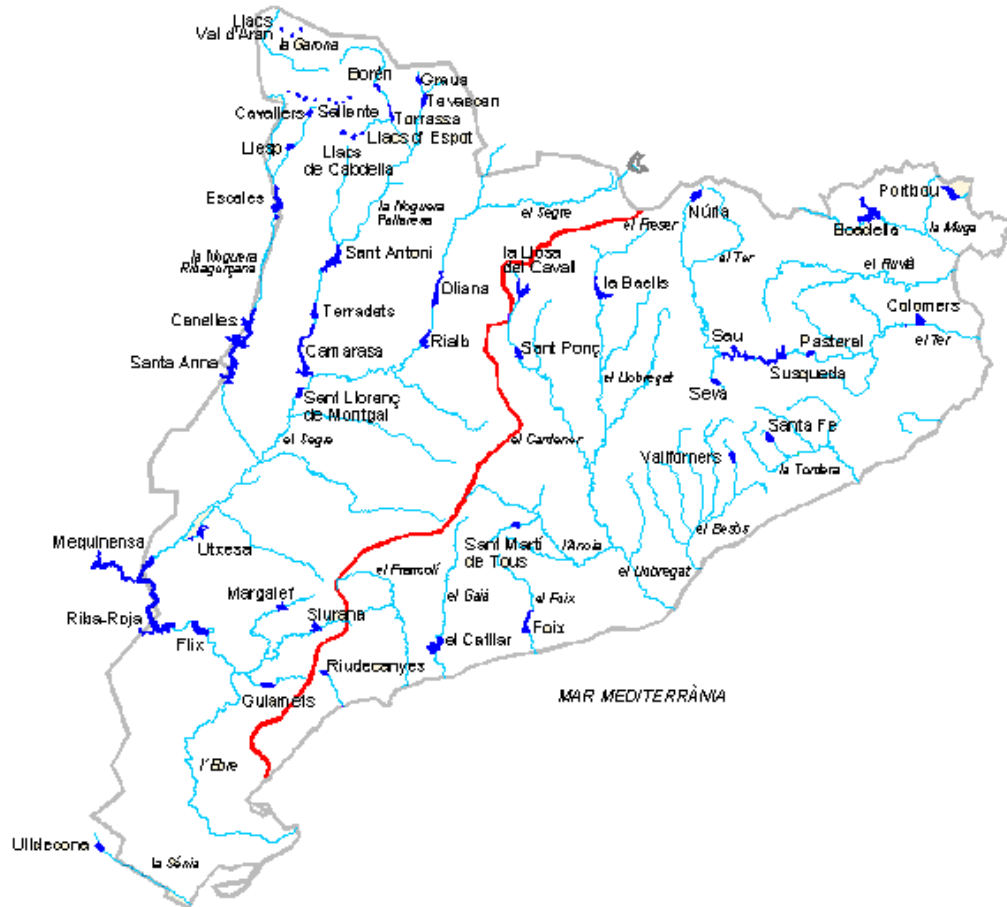 Llacs
Val d'Aran
la Garona
Borén
Graus
Tavascan
Cavallers
Sallente
Torrassa
Llacs d' Espot
Llesp
Llacs
de Cabdella
Escales
la Noguera
Pallaresa
el Segre
Núria
el Freser
Portbou
Boadella
la Muga
la Noguera
Ribagorçana
Sant Antoni
la Llosa
del Cavall
el Ter
el Fluvià
Oliana
la Baells
Colomers
Canelles
Terradets
Rialb
Sant Ponç
Sau
Pasteral
el Ter
Santa Anna
Camarasa
el Llobregat
Susqueda
Seva
Sant Llorenç
de Montgai
el Segre
el Cardener
Santa Fe
Vallforners
la Tordera
Mequinensa
Utxesa
Sant Martí
de Tous
l'Anoia
el Besòs
el Francolí
el Llobregat
Margalef
el Gaià
el Foix
Riba-Roja
Siurana
Flix
el Catllar
Foix
Riudecanyes
Guiamets
MAR MEDITERRÀNIA
l'Ebre
Ulldecona
la Sénia